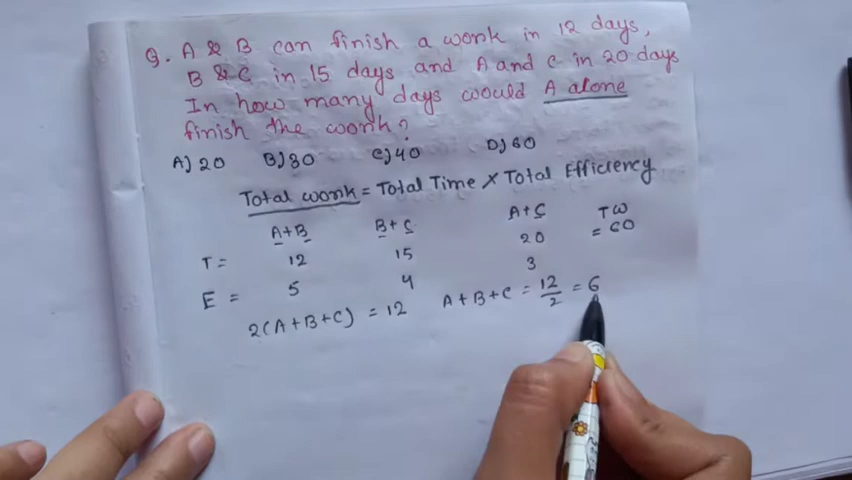 Q. A & B can finish a work in 12 days,
B & C in 15 days and A and C in 20 days
In how many days would A alone
finish the work?
A) 20 B) 30 C) 40 D) 60
Total work = Total Time × Total Efficiency
A+B B+C A+C TW
T = 12 15 20 = 60
E = 5 4 3
2(A+B+C) = 12 A+B+C = 12/2 = 6